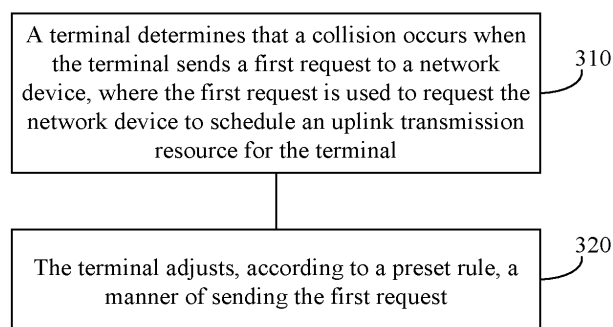 A terminal determines that a collision occurs when
the terminal sends a first request to a network
device, where the first request is used to request the
network device to schedule an uplink transmission
resource for the terminal
310
The terminal adjusts, according to a preset rule, a
manner of sending the first request
320